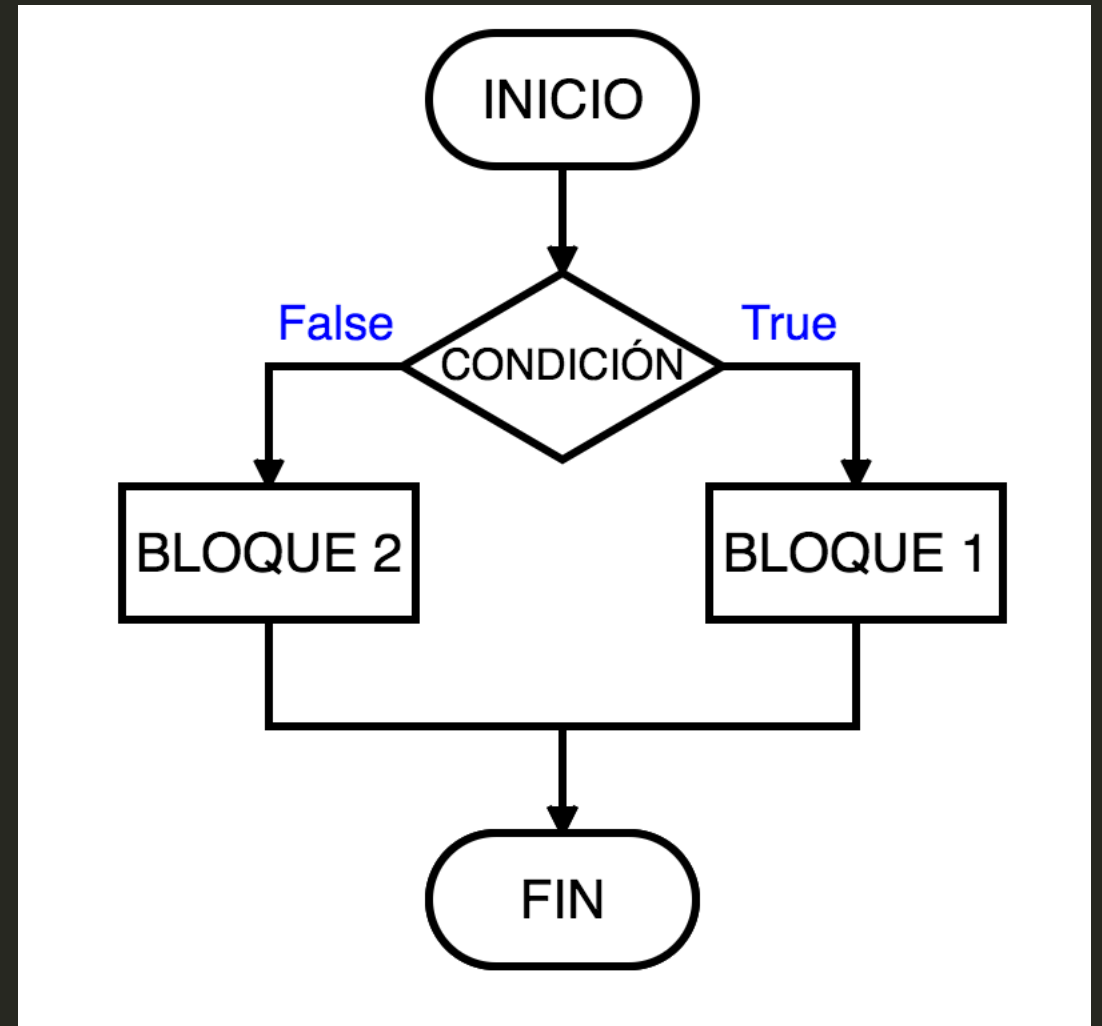 INICIO
False
True
CONDICIÓN
BLOQUE 2
BLOQUE 1
FIN